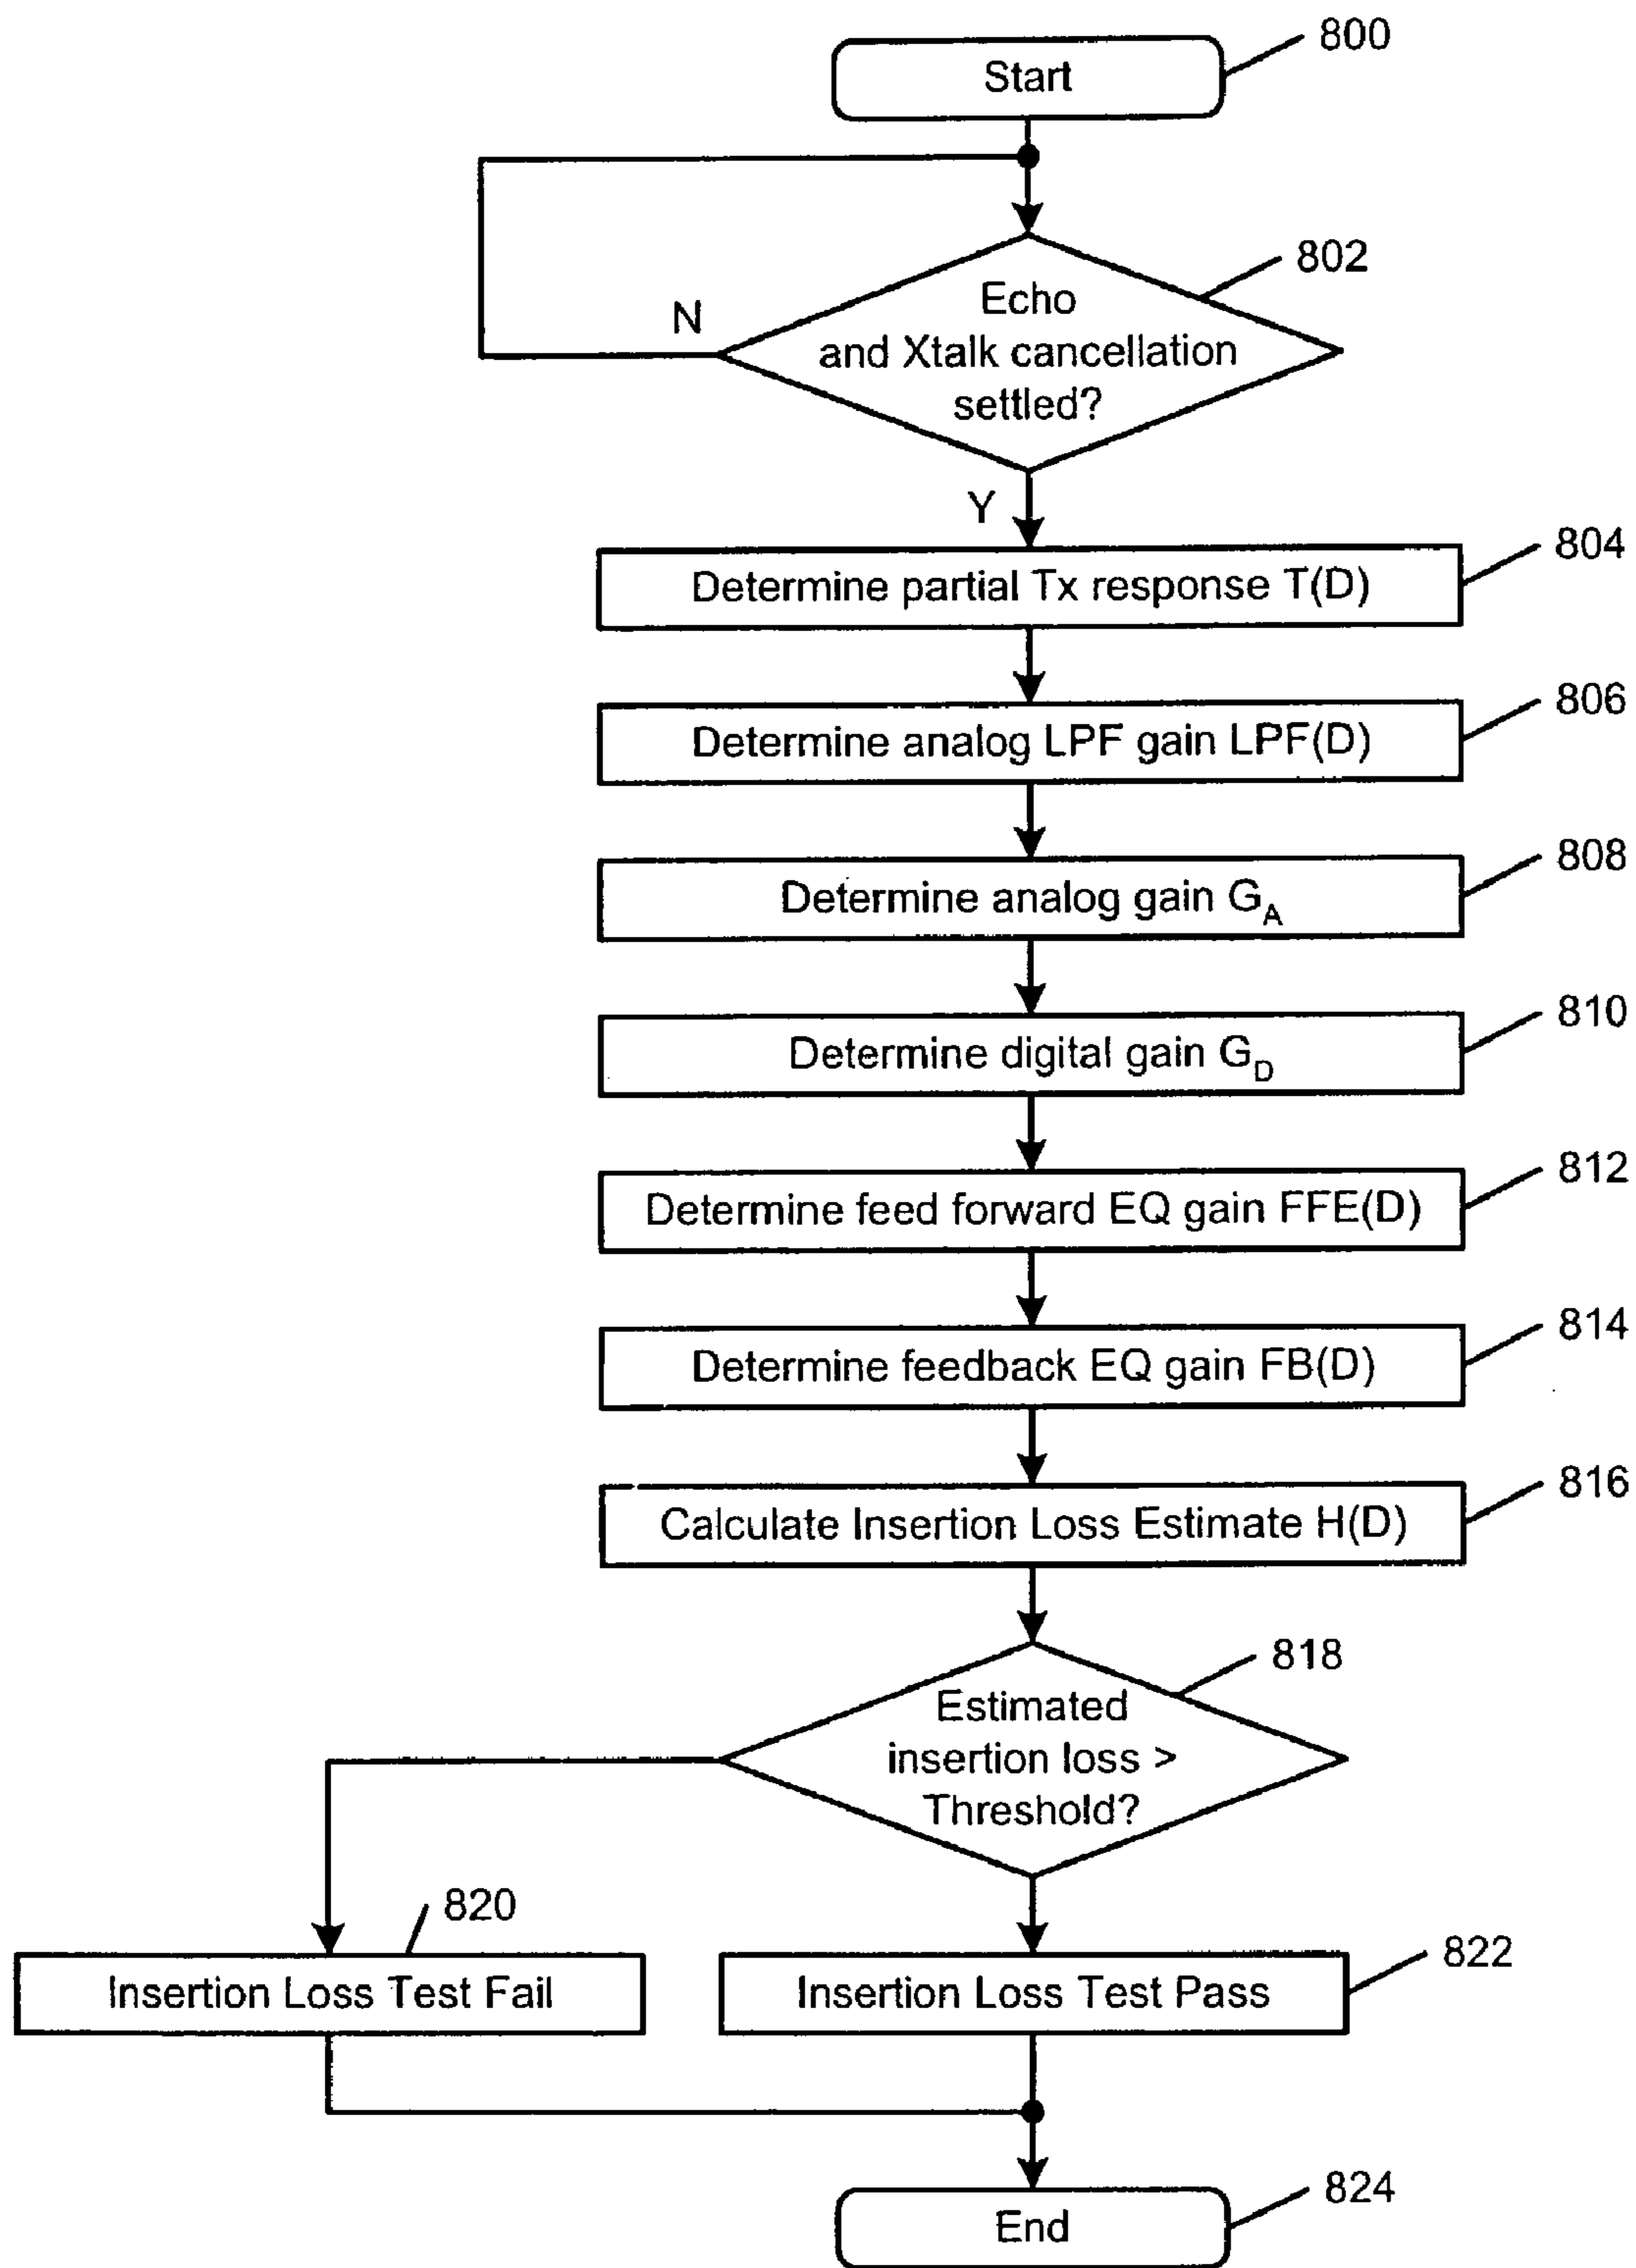 800
Start
802
Echo
and Xtalk cancellation
settled?
N
Y
804
Determine partial Tx response T(D)
806
Determine analog LPF gain LPF(D)
808
Determine analog gain G_A
810
Determine digital gain G_D
812
Determine feed forward EQ gain FFE(D)
814
Determine feedback EQ gain FB(D)
816
Calculate Insertion Loss Estimate H(D)
818
Estimated
insertion loss >
Threshold?
820
Insertion Loss Test Fail
822
Insertion Loss Test Pass
824
End